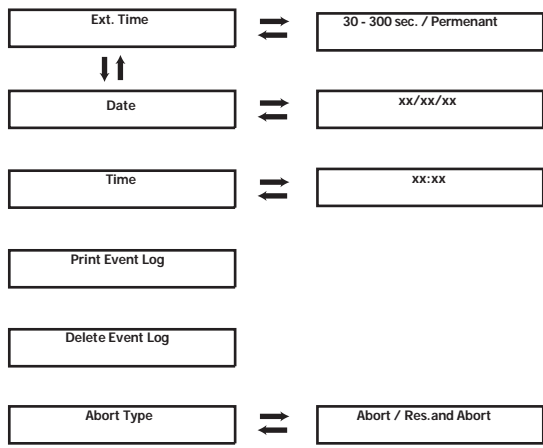 Ext. Time
30 - 300 sec. / Permenant
Date
xx/xx/xx
Time
xx:xx
Print Event Log
Delete Event Log
Abort Type
Abort / Res.and Abort